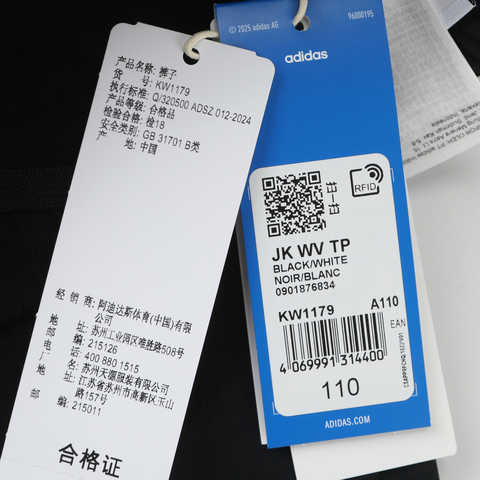 产品名称: 裤子
货 号: KW1179
执行标准: Q/320500 ADSZ 012-2024
产品等级: 合格品
检验合格: 检18
安全类别: GB 31701 B类
产 地: 中国
经 销 商: 阿迪达斯体育(中国)有限公司
地 址: 苏州工业园区唯胜路508号
邮 编: 215126
电 话: 400 880 1515
厂 名: 苏州天源服装有限公司
地 址: 江苏省苏州市高新区玉山路157号
邮 编: 215011
合格证
© 2025 adidas AG
96000195
adidas
RFID
JK WV TP
BLACK/WHITE
NOIR/BLANC
0901876834
KW1179 A110
EAN
4 069991 314400
110
ADIDAS.COM